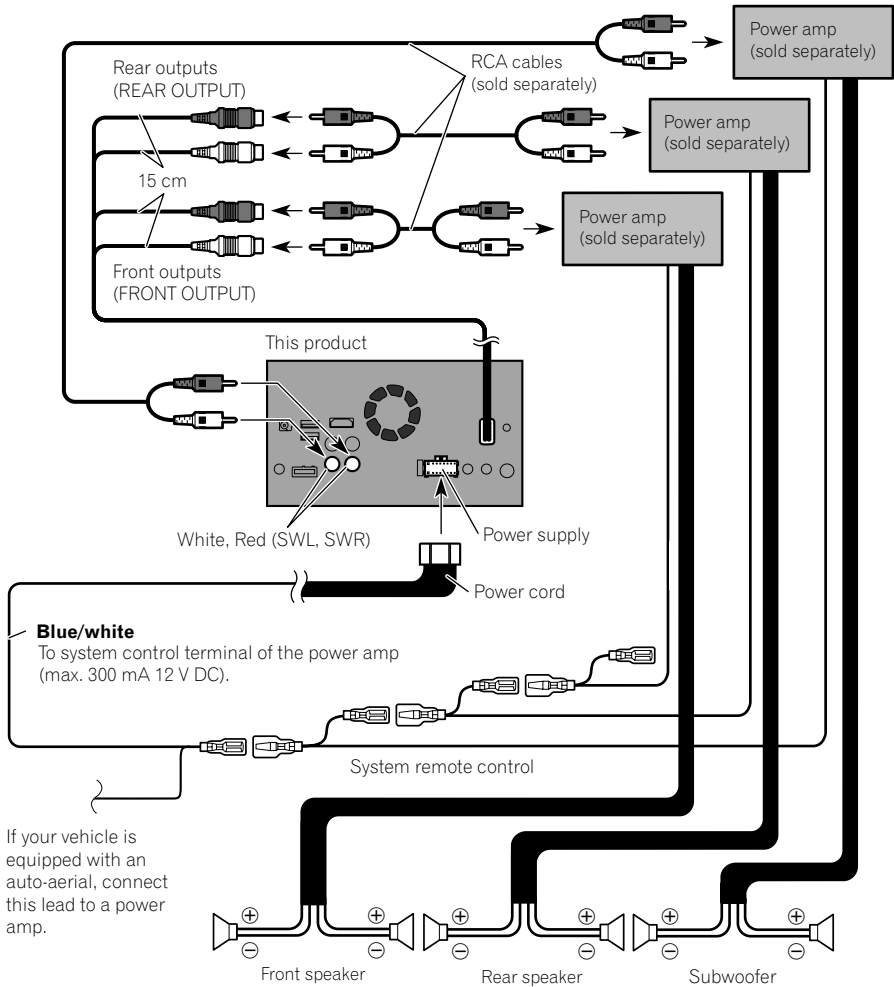 Power amp
(sold separately)
RCA cables
(sold separately)
Rear outputs
(REAR OUTPUT)
Power amp
(sold separately)
15 cm
Power amp
(sold separately)
Front outputs
(FRONT OUTPUT)
This product
White, Red (SWL, SWR)
Power supply
Power cord
Blue/white
To system control terminal of the power amp
(max. 300 mA 12 V DC).
System remote control
If your vehicle is
equipped with an
auto-aerial, connect
this lead to a power
amp.
+ + + + + +
− − − − − −
Front speaker
Rear speaker
Subwoofer